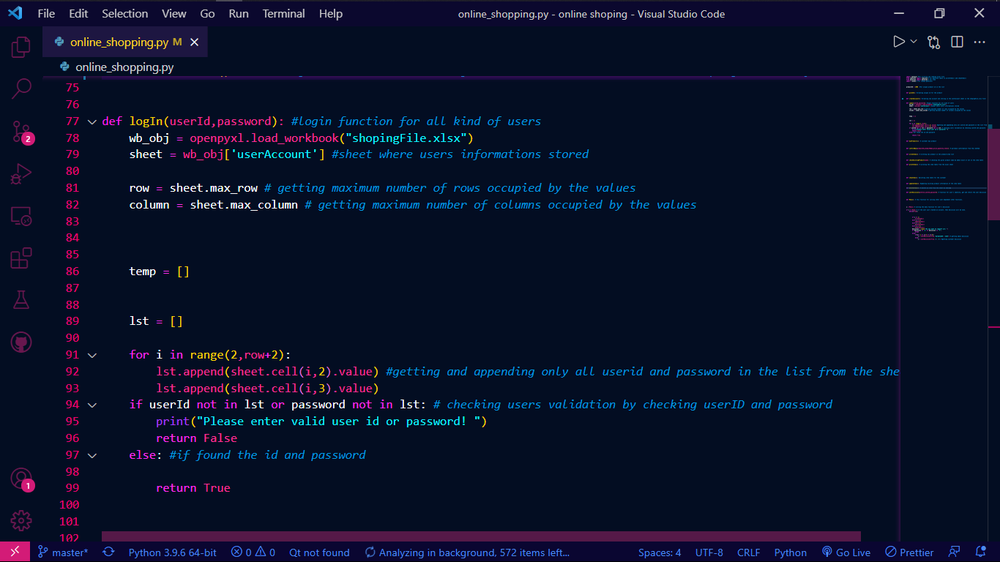 File Edit Selection View Go Run Terminal Help online_shopping.py - online shoping - Visual Studio Code
online_shopping.py M
online_shopping.py
75
76
77 def logIn(userId,password): #login function for all kind of users
78 wb_obj = openpyxl.load_workbook("shopingFile.xlsx")
79 sheet = wb_obj['userAccount'] #sheet where users informations stored
80
81 row = sheet.max_row # getting maximum number of rows occupied by the values
82 column = sheet.max_column # getting maximum number of columns occupied by the values
83
84
85
86 temp = []
87
88
89 lst = []
90
91 for i in range(2,row+2):
92 lst.append(sheet.cell(i,2).value) #getting and appending only all userid and password in the list from the she
93 lst.append(sheet.cell(i,3).value)
94 if userId not in lst or password not in lst: # checking users validation by checking userID and password
95 print("Please enter valid user id or password! ")
96 return False
97 else: #if found the id and password
98
99 return True
100
101
102
2
1
master* Python 3.9.6 64-bit 0 0 Qt not found Analyzing in background, 572 items left... Spaces: 4 UTF-8 CRLF Python Go Live Prettier